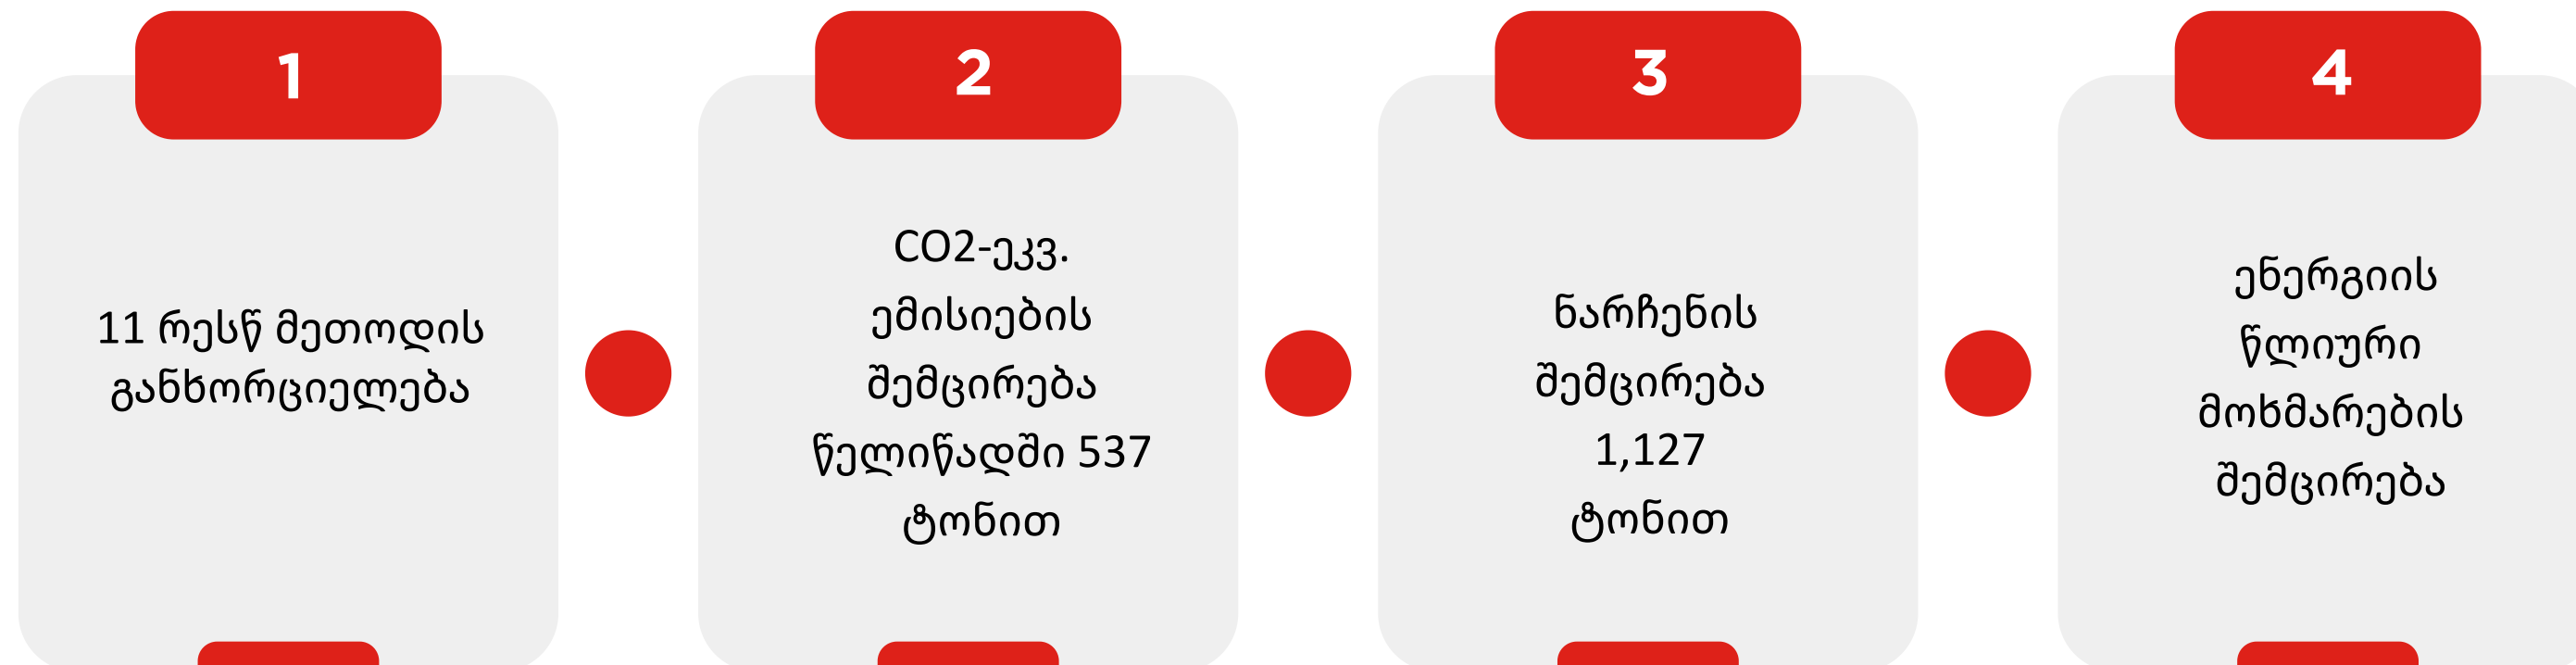 1
11 რესწ მეთოდის
განხორციელება
2
CO2-ეკვ.
ემისიების
შემცირება
წელიწადში 537
ტონით
3
ნარჩენის
შემცირება
1,127
ტონით
4
ენერგიის
წლიური
მოხმარების
შემცირება